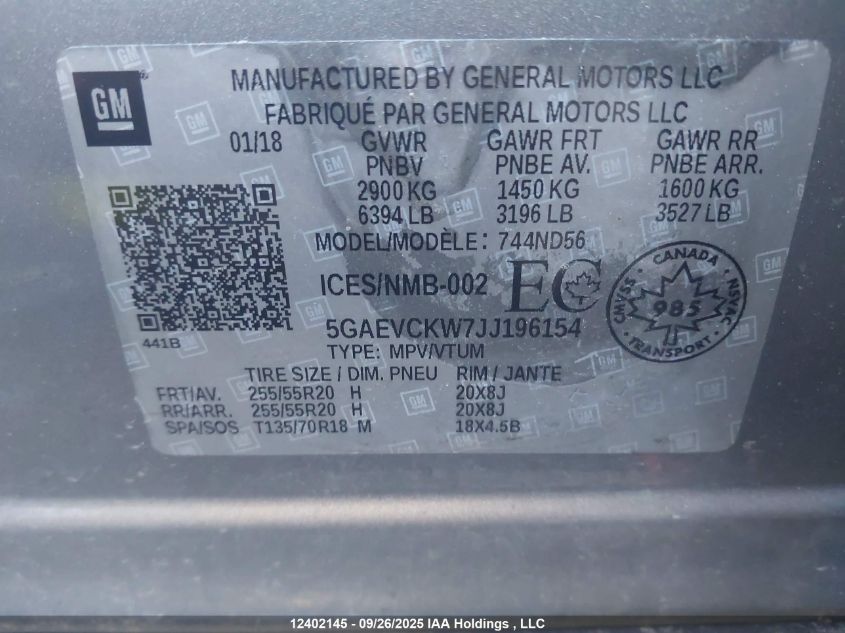 GM
MANUFACTURED BY GENERAL MOTORS LLC
FABRIQUÉ PAR GENERAL MOTORS LLC
01/18 GVWR GAWR FRT GAWR RR
PNBV PNBE AV. PNBE ARR.
2900 KG 1450 KG 1600 KG
6394 LB 3196 LB 3527 LB
MODEL/MODÈLE: 744ND56
ICES/NMB-002 EC
CANADA
SVNAC NSVAC
985
TRANSPORT
5GAEVCKW7JJ196154
441B
TYPE: MPV/VTUM
TIRE SIZE / DIM. PNEU RIM / JANTE
FRT/AV. 255/55R20 H 20X8J
RR/ARR. 255/55R20 H 20X8J
SPA/SOS T135/70R18 M 18X4.5B
12402145 - 09/26/2025 IAA Holdings , LLC